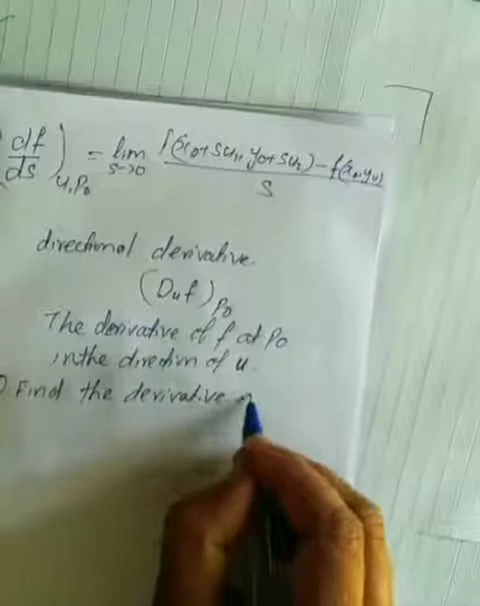 (df/ds)u,P₀ = lim s→0 f(x₀+su₁, y₀+su₂) − f(x₀,y₀) / s
directional derivative.
(Duf)P₀
The derivative of f at P₀
in the direction of u.
Find the derivative